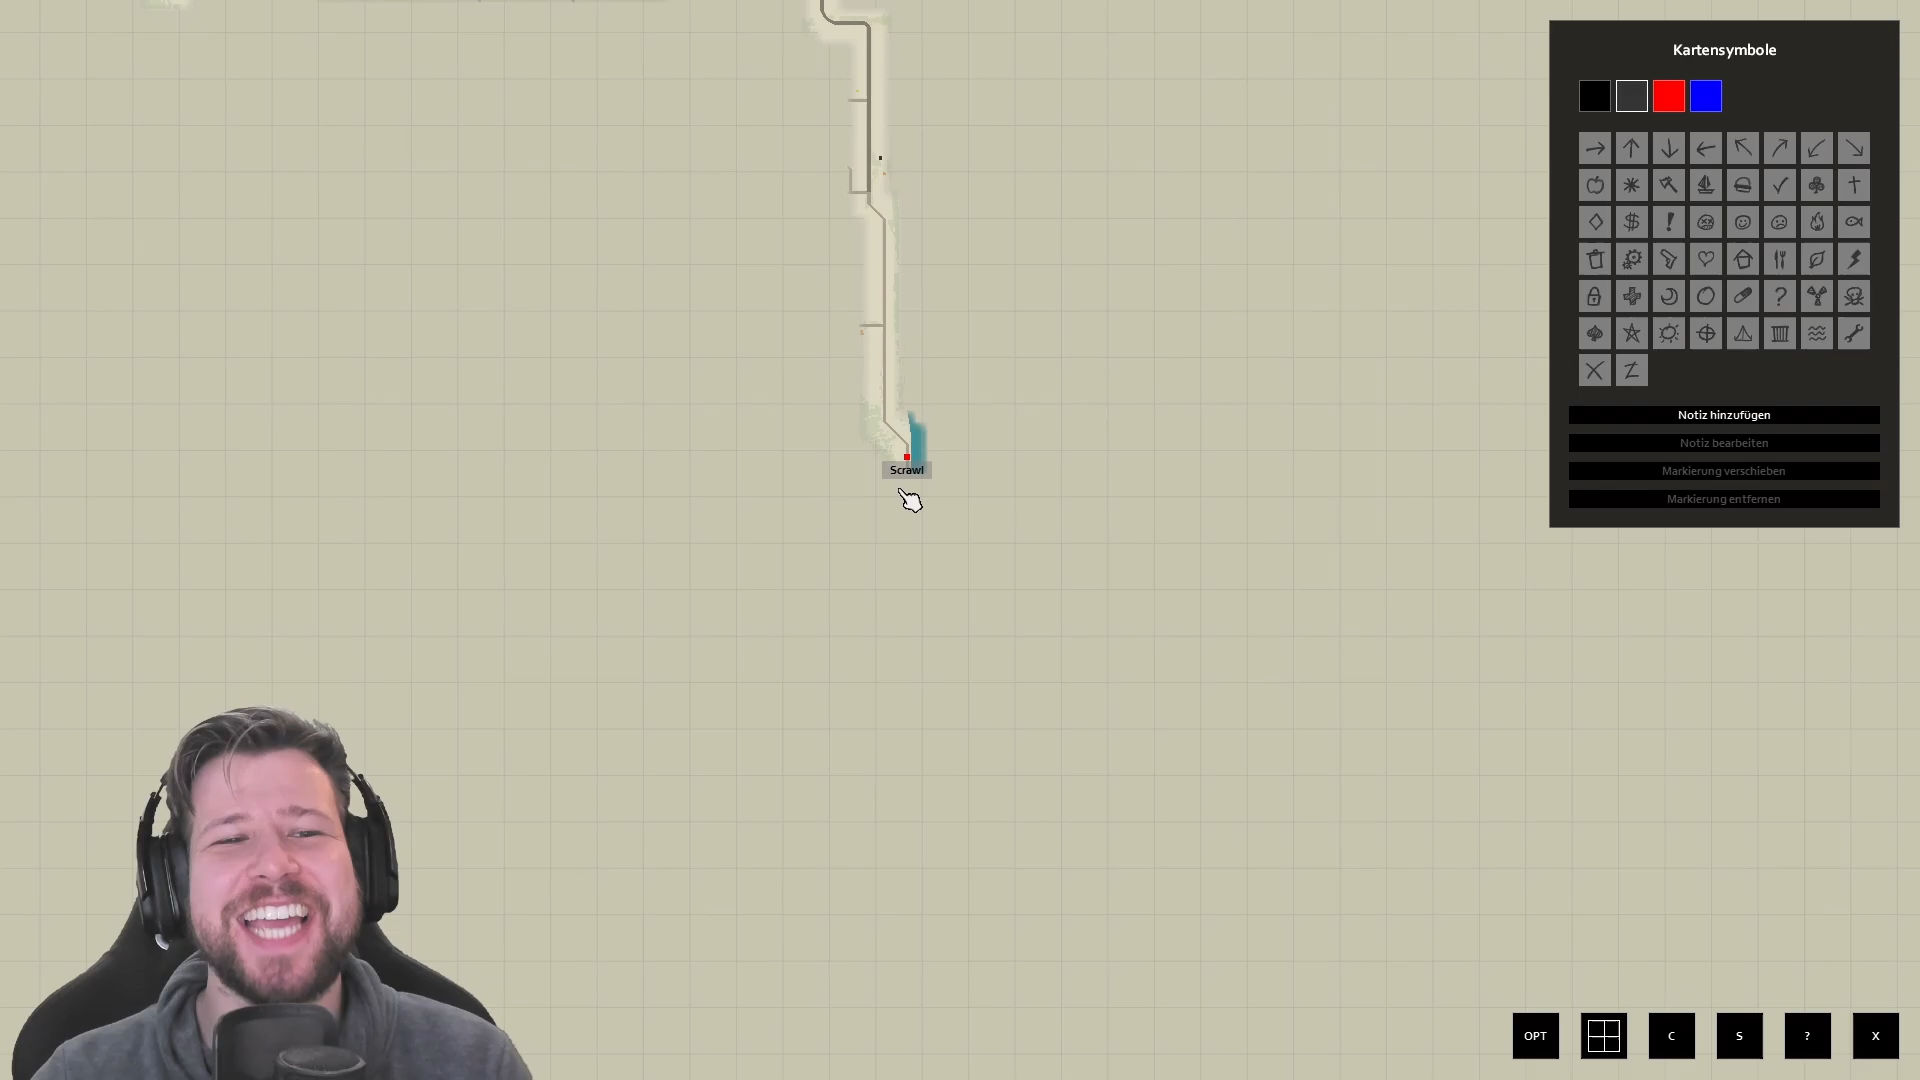 Kartensymbole
Notiz hinzufügen
Notiz bearbeiten
Markierung verschieben
Markierung entfernen
Scrawl
OPT
C
S
?
X